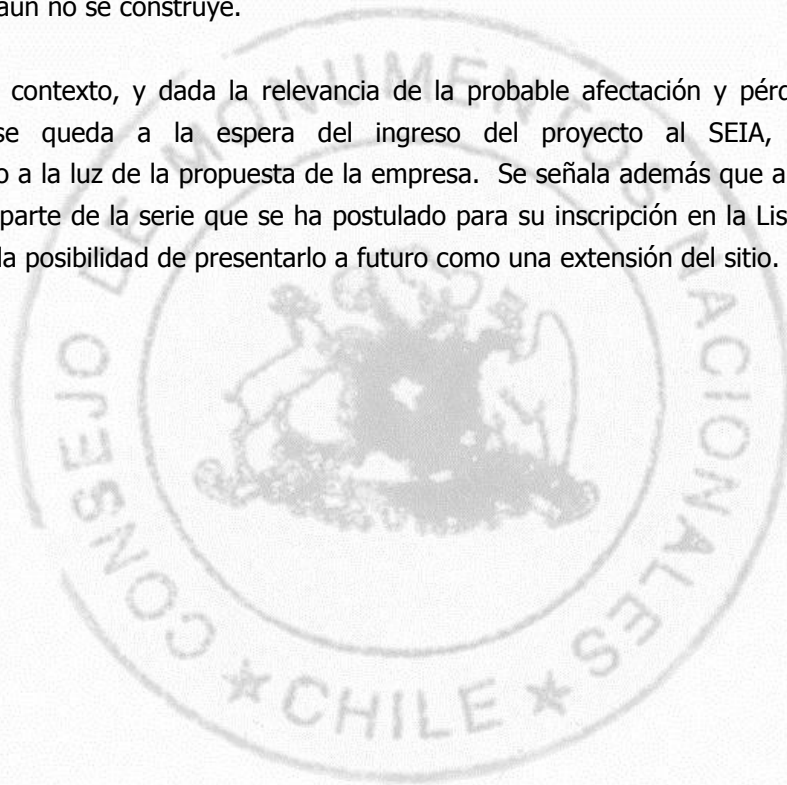 aún no se construye.
contexto, y dada la relevancia de la probable afectación y
se queda a la espera del ingreso del proyecto al SEIA,
a la luz de la propuesta de la empresa. Se señala además que
parte de la serie que se ha postulado para su inscripción en la
la posibilidad de presentarlo a futuro como una extensión del sitio.
CONSEJO DE MONUMENTOS NACIONALES
* CHILE *